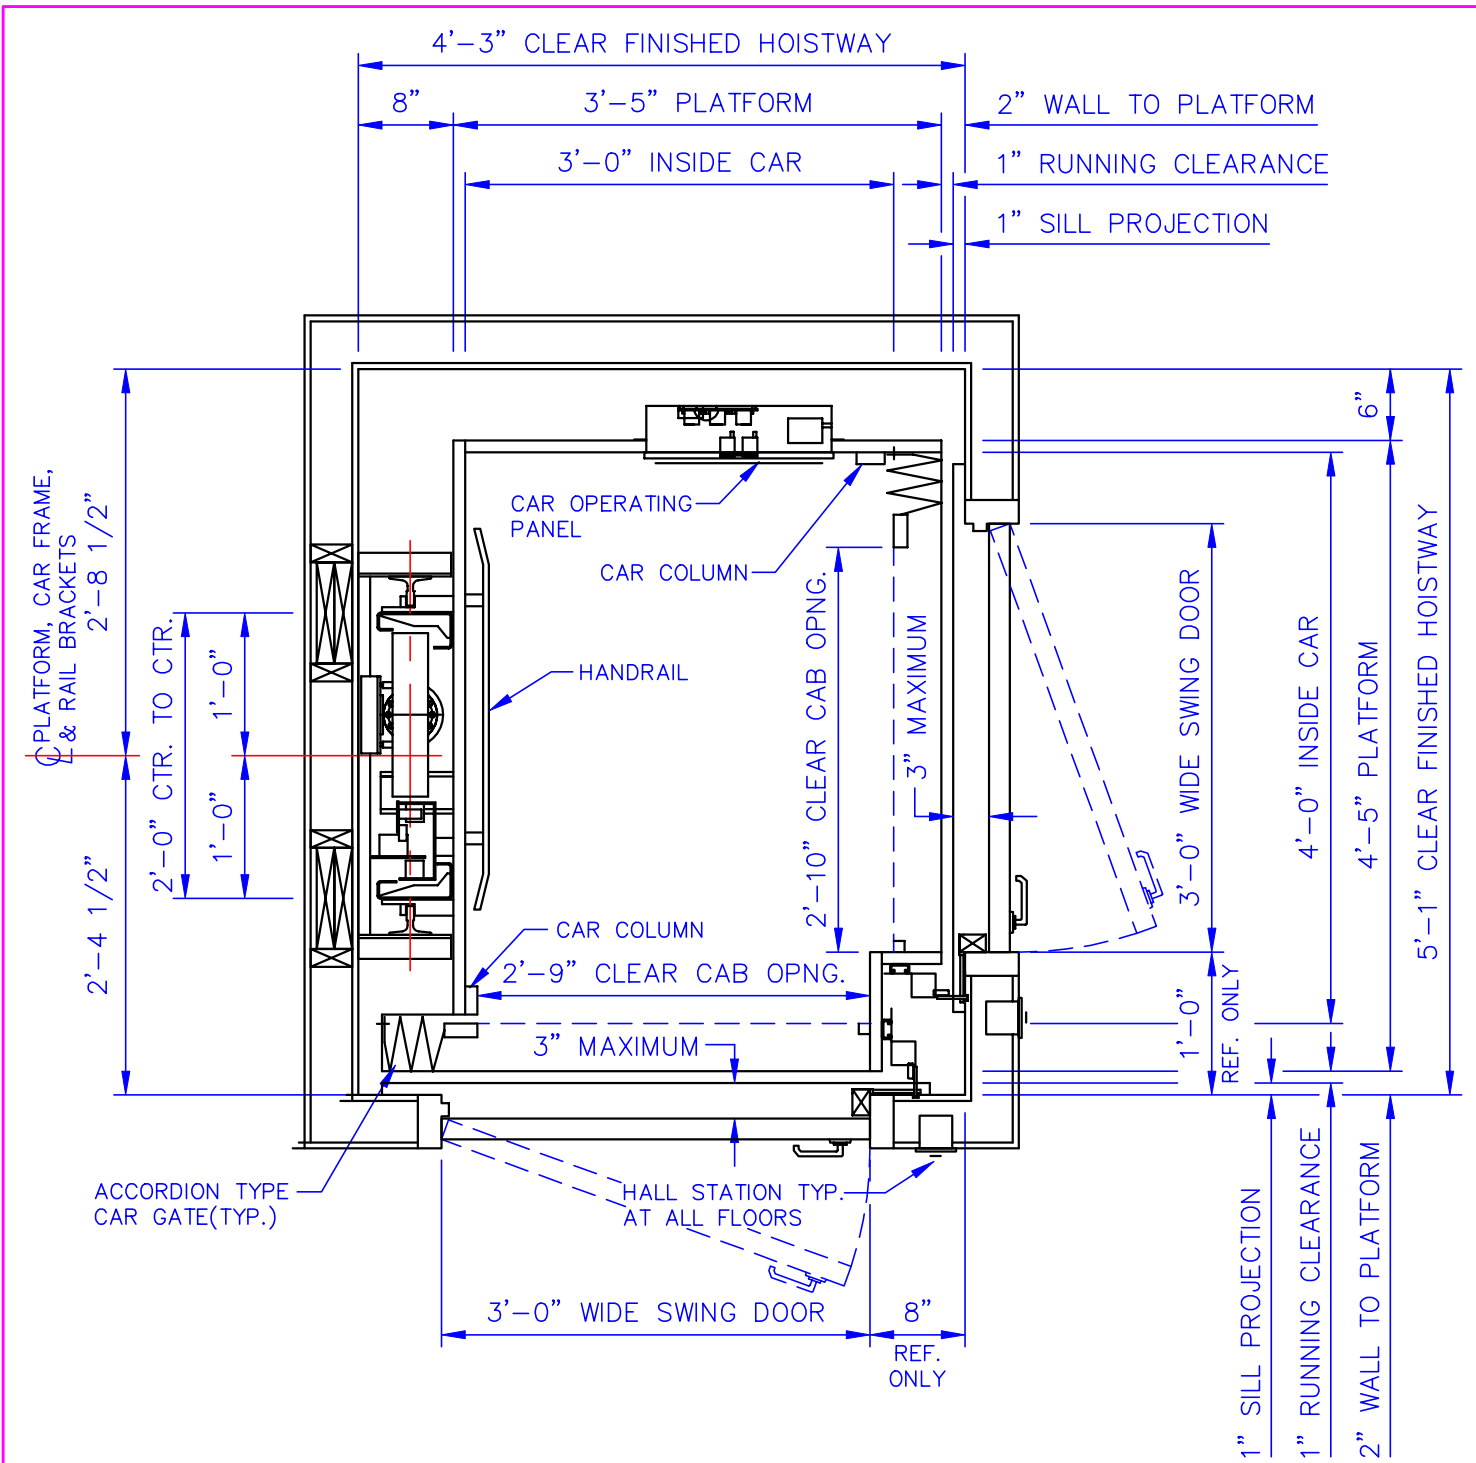 4'-3" CLEAR FINISHED HOISTWAY
8"
3'-5" PLATFORM
2" WALL TO PLATFORM
3'-0" INSIDE CAR
1" RUNNING CLEARANCE
1" SILL PROJECTION
6"
CAR OPERATING
PANEL
CAR COLUMN
HANDRAIL
CAR COLUMN
2'-9" CLEAR CAB OPNG.
3" MAXIMUM
℄ PLATFORM, CAR FRAME,
& RAIL BRACKETS
2'-8 1/2"
2'-4 1/2"
2'-0" CTR. TO CTR.
1'-0"
1'-0"
2'-10" CLEAR CAB OPNG.
3" MAXIMUM
3'-0" WIDE SWING DOOR
1'-0"
REF. ONLY
4'-0" INSIDE CAR
4'-5" PLATFORM
5'-1" CLEAR FINISHED HOISTWAY
ACCORDION TYPE
CAR GATE(TYP.)
HALL STATION TYP.
AT ALL FLOORS
3'-0" WIDE SWING DOOR
8"
REF.
ONLY
1" SILL PROJECTION
1" RUNNING CLEARANCE
2" WALL TO PLATFORM